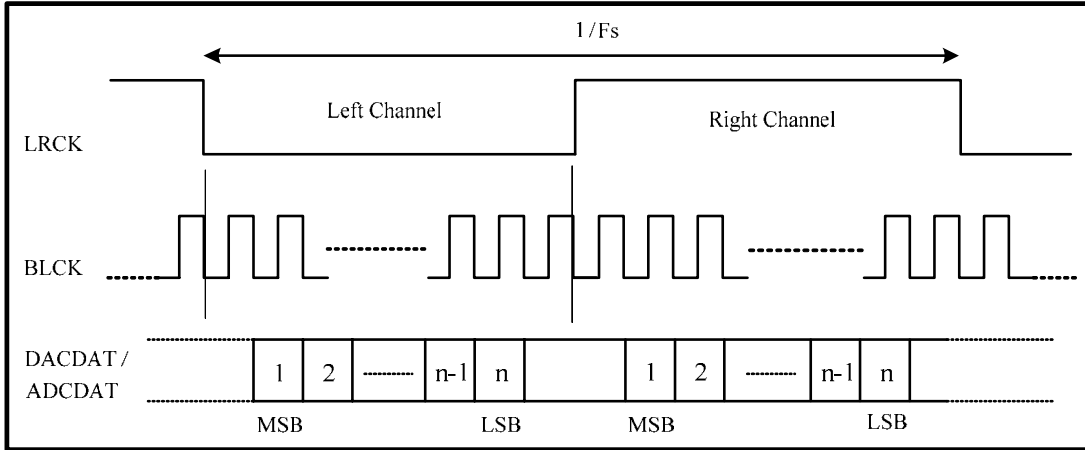 1/Fs
Left Channel
Right Channel
LRCK
BLCK
DACDAT /
ADCDAT
1 2 n-1 n 1 2 n-1 n
MSB LSB MSB LSB